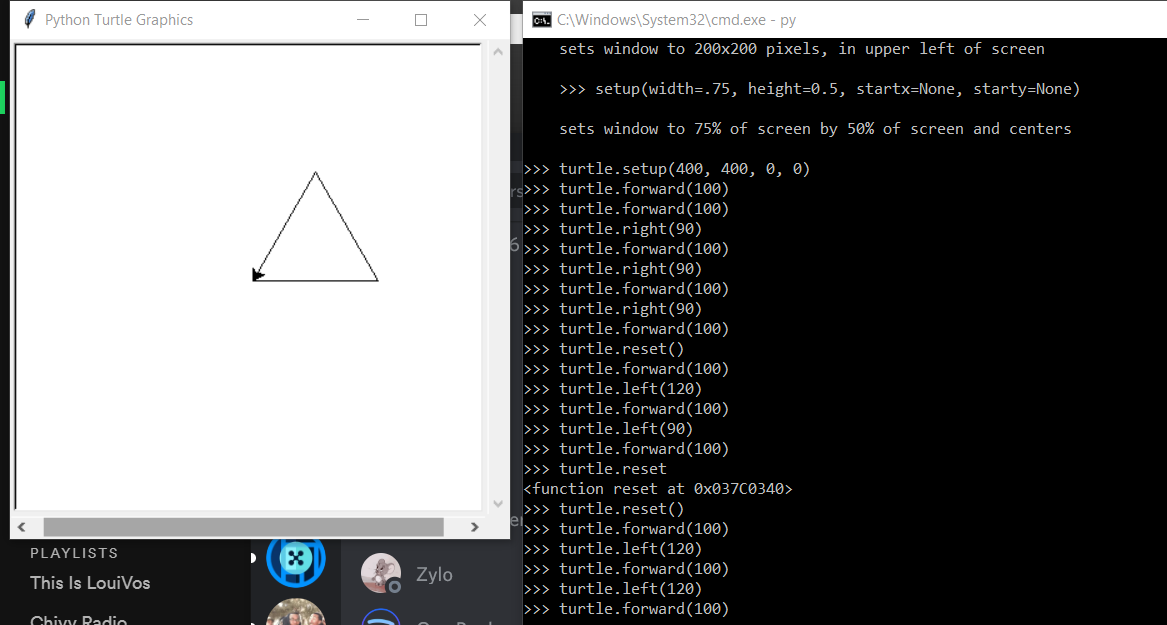 Python Turtle Graphics
C:\Windows\System32\cmd.exe - py
sets window to 200x200 pixels, in upper left of screen
>>> setup(width=.75, height=0.5, startx=None, starty=None)
sets window to 75% of screen by 50% of screen and centers
>>> turtle.setup(400, 400, 0, 0)
>>> turtle.forward(100)
>>> turtle.forward(100)
>>> turtle.right(90)
>>> turtle.forward(100)
>>> turtle.right(90)
>>> turtle.forward(100)
>>> turtle.right(90)
>>> turtle.forward(100)
>>> turtle.reset()
>>> turtle.forward(100)
>>> turtle.left(120)
>>> turtle.forward(100)
>>> turtle.left(90)
>>> turtle.forward(100)
>>> turtle.reset
<function reset at 0x037C0340>
>>> turtle.reset()
>>> turtle.forward(100)
>>> turtle.left(120)
>>> turtle.forward(100)
>>> turtle.left(120)
>>> turtle.forward(100)
PLAYLISTS
This Is LouiVos
Chivv Radio
Zylo